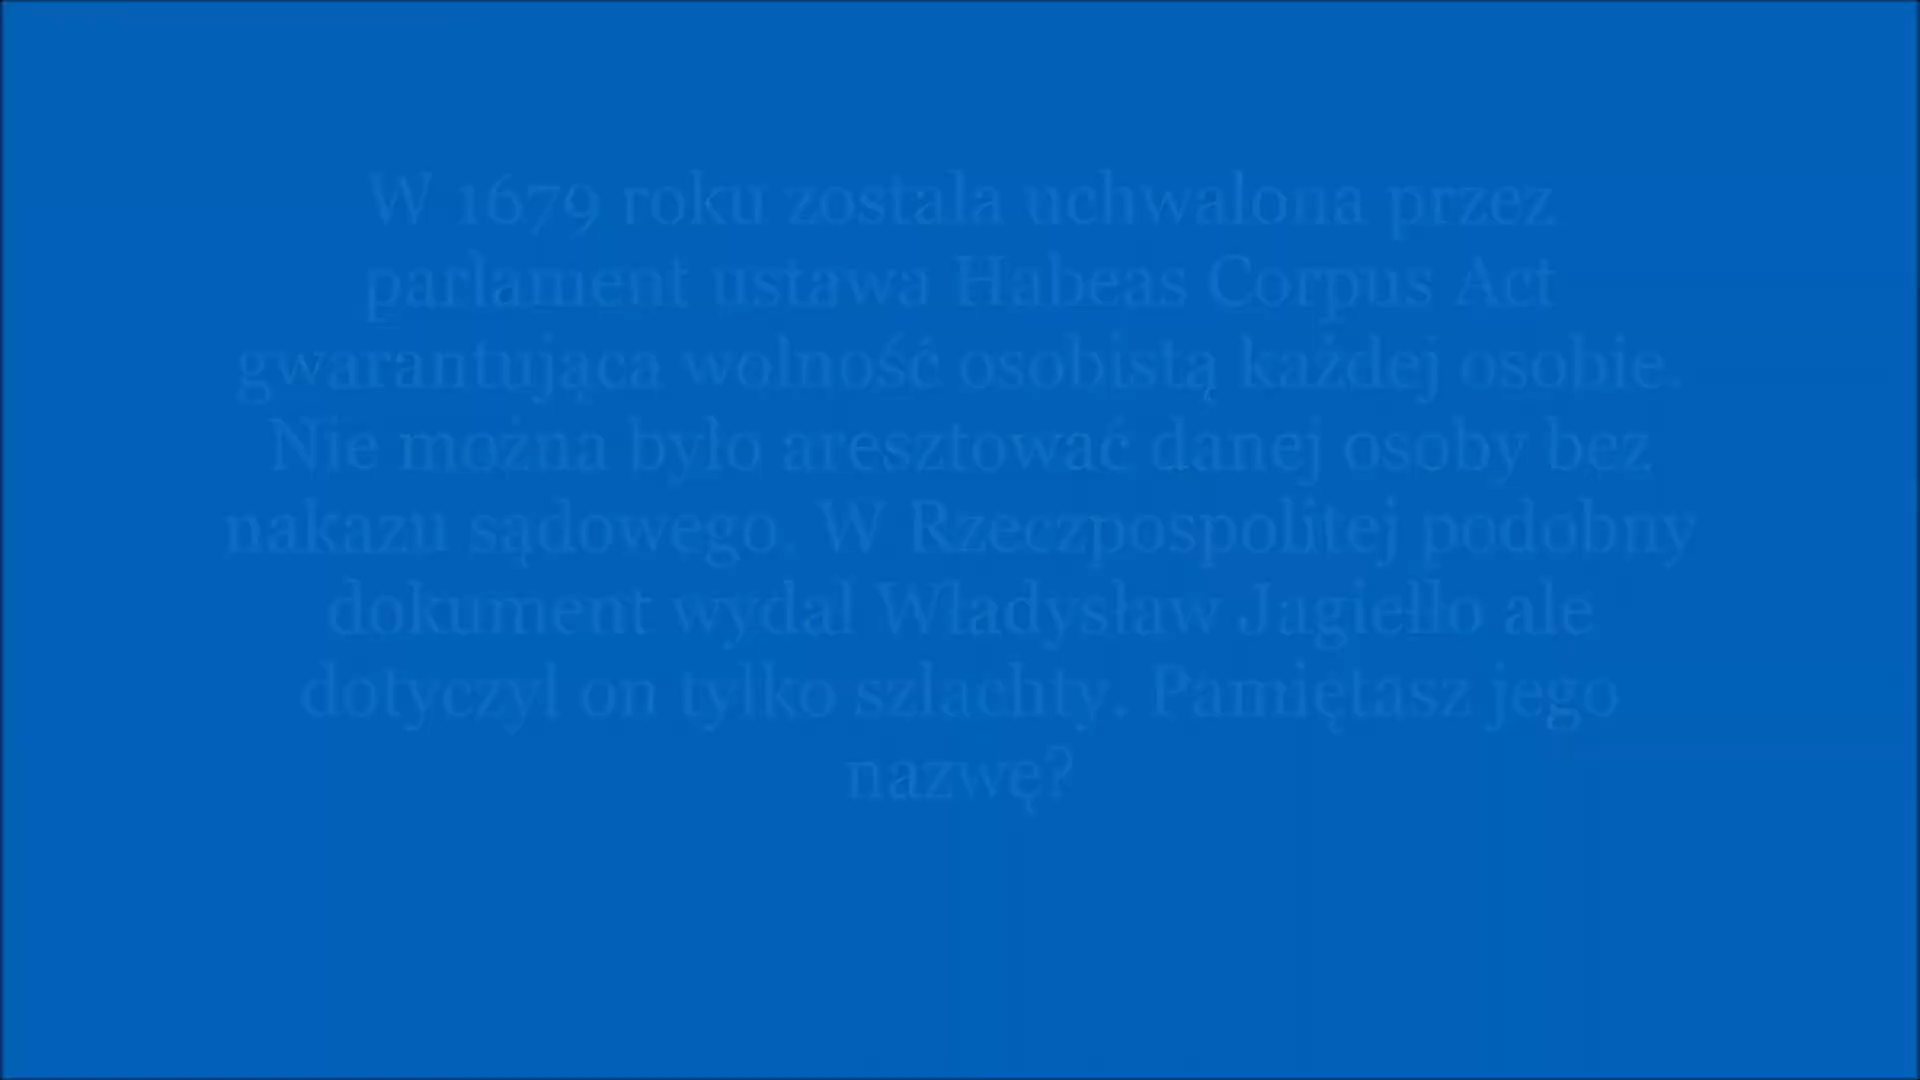 W 1679 roku została uchwalona przez
parlament ustawa Habeas Corpus Act
gwarantująca wolność osobistą każdej osobie.
Nie można było aresztować danej osoby bez
nakazu sądowego. W Rzeczpospolitej podobny
dokument wydał Władysław Jagiełło ale
dotyczył on tylko szlachty. Pamiętasz jego
nazwę?